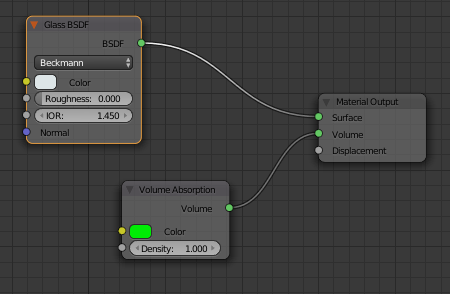 Glass BSDF
BSDF
Beckmann
Color
Roughness: 0.000
IOR: 1.450
Normal
Material Output
Surface
Volume
Displacement
Volume Absorption
Volume
Color
Density: 1.000